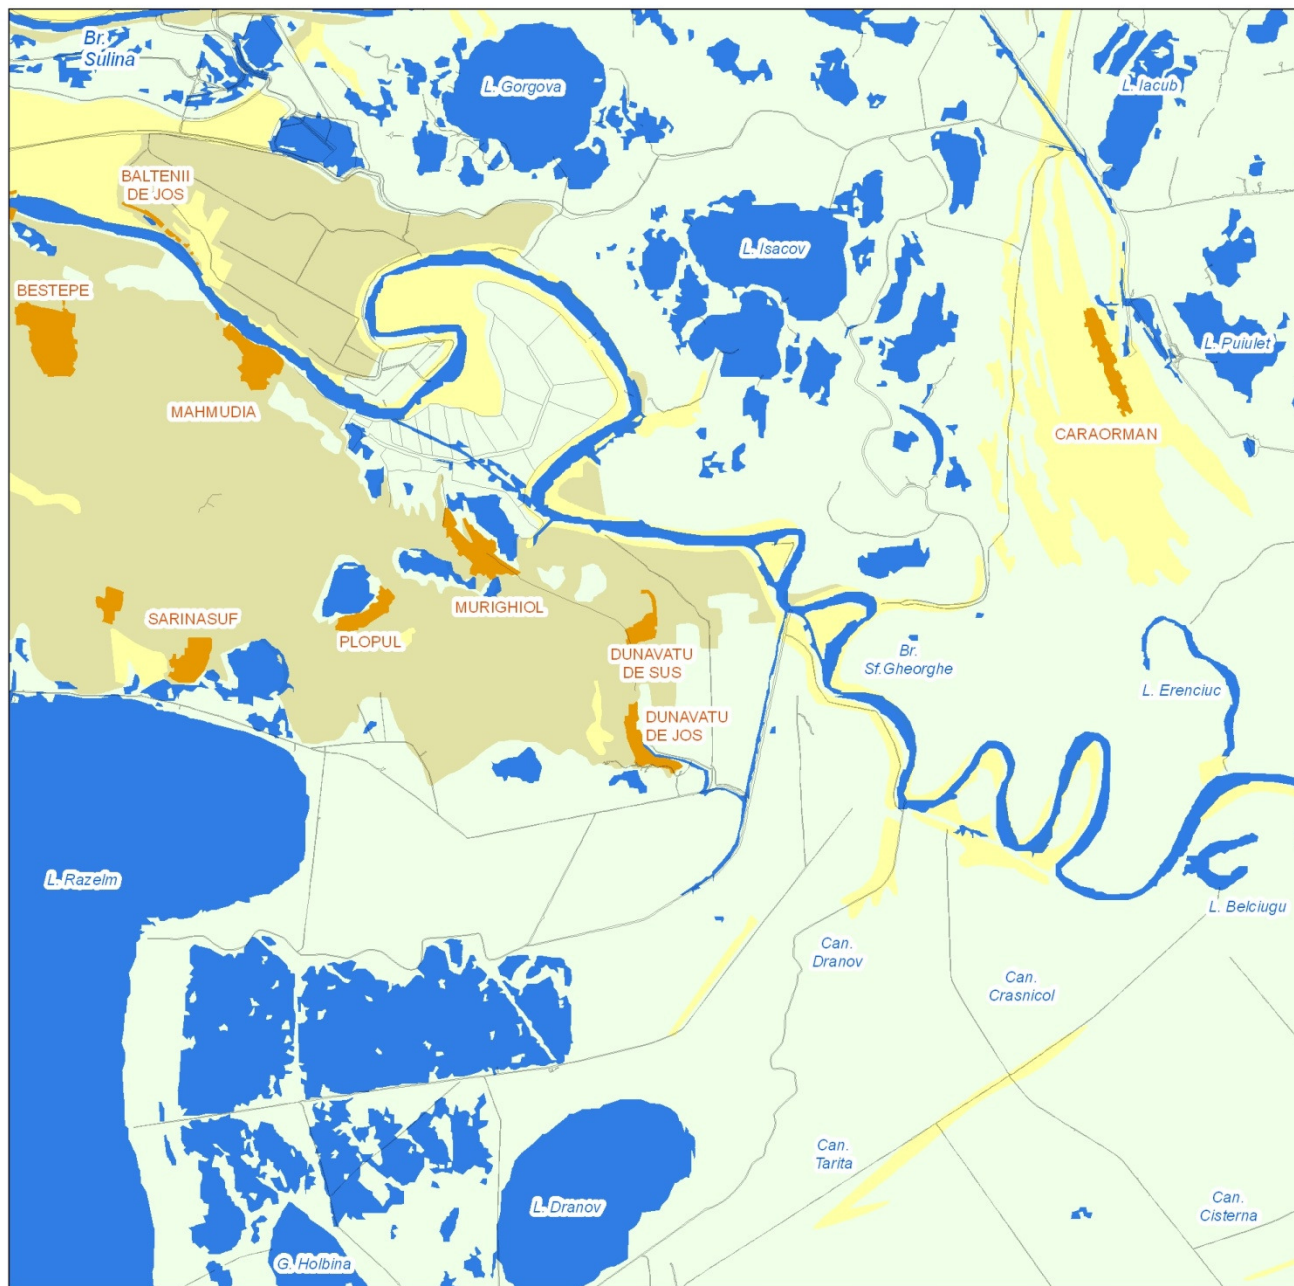 Br.
Sulina
L. Gorgova
L. Iacub
BALTENII
DE JOS
L. Isacov
BESTEPE
L. Puiulet
MAHMUDIA
CARAORMAN
SARINASUF
PLOPUL
MURIGHIOL
DUNAVATU
DE SUS
Br.
Sf.Gheorghe
L. Erenciuc
DUNAVATU
DE JOS
L. Razelm
L. Belciugu
Can.
Dranov
Can.
Crasnicol
Can.
Tarita
L. Dranov
Can.
Cisterna
G. Holbina